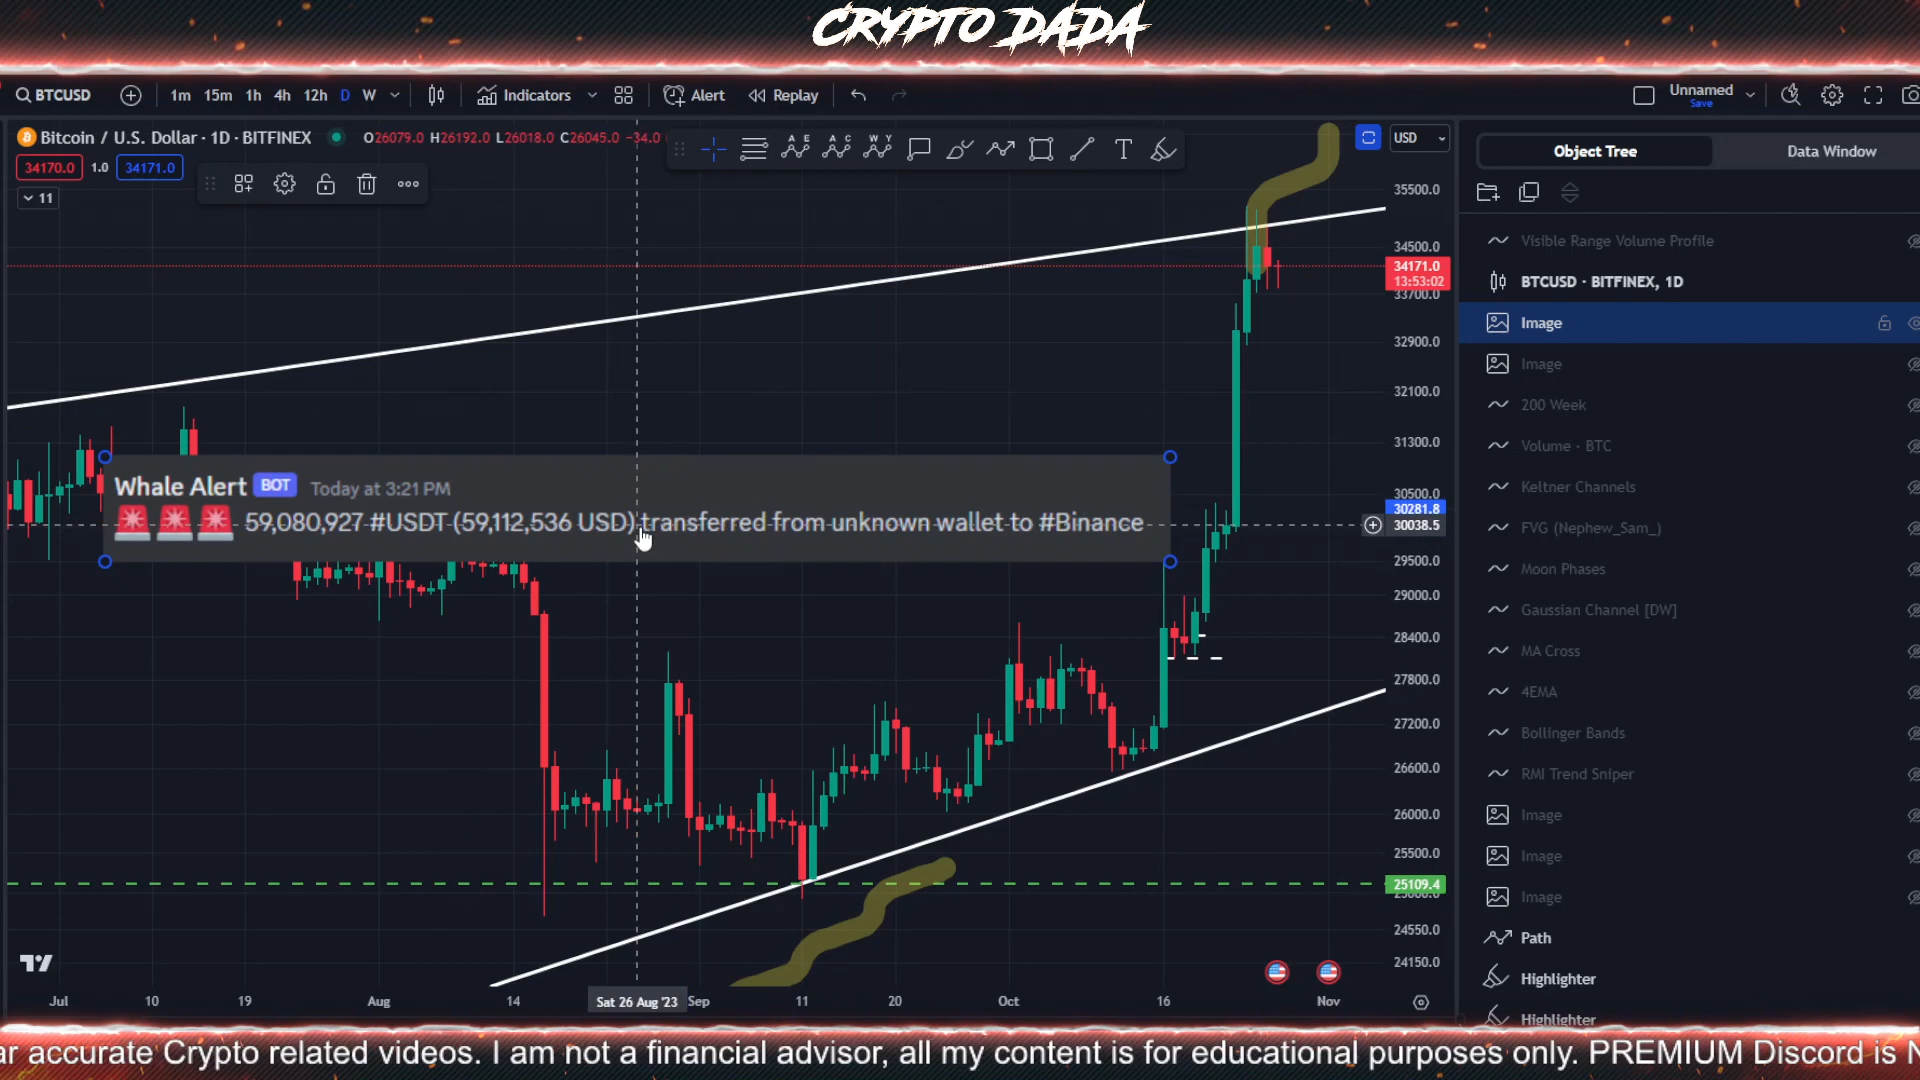 CRYPTO DADA
BTCUSD 1m 15m 1h 4h 12h D W Indicators Alert Replay Unnamed
Save
Bitcoin / U.S. Dollar · 1D · BITFINEX O26079.0 H26192.0 L26018.0 C26045.0 −34.0
A E A C W Y T
USD
34170.0 1.0 34171.0
11
Object Tree Data Window
35500.0
34500.0
34171.0
13:53:02
33700.0
32900.0
32100.0
31300.0
30500.0
30281.8
30038.5
29500.0
29000.0
28400.0
27800.0
27200.0
26600.0
26000.0
25500.0
25109.4
24550.0
24150.0
Whale Alert BOT Today at 3:21 PM
59,080,927 #USDT (59,112,536 USD) transferred from unknown wallet to #Binance
Jul 10 19 Aug 14 Sat 26 Aug '23 Sep 11 20 Oct 16 Nov
Visible Range Volume Profile
BTCUSD · BITFINEX, 1D
Image
Image
200 Week
Volume · BTC
Keltner Channels
FVG (Nephew_Sam_)
Moon Phases
Gaussian Channel [DW]
MA Cross
4EMA
Bollinger Bands
RMI Trend Sniper
Image
Image
Image
Path
Highlighter
Highlighter
accurate Crypto related videos. I am not a financial advisor, all my content is for educational purposes only. PREMIUM Discord is